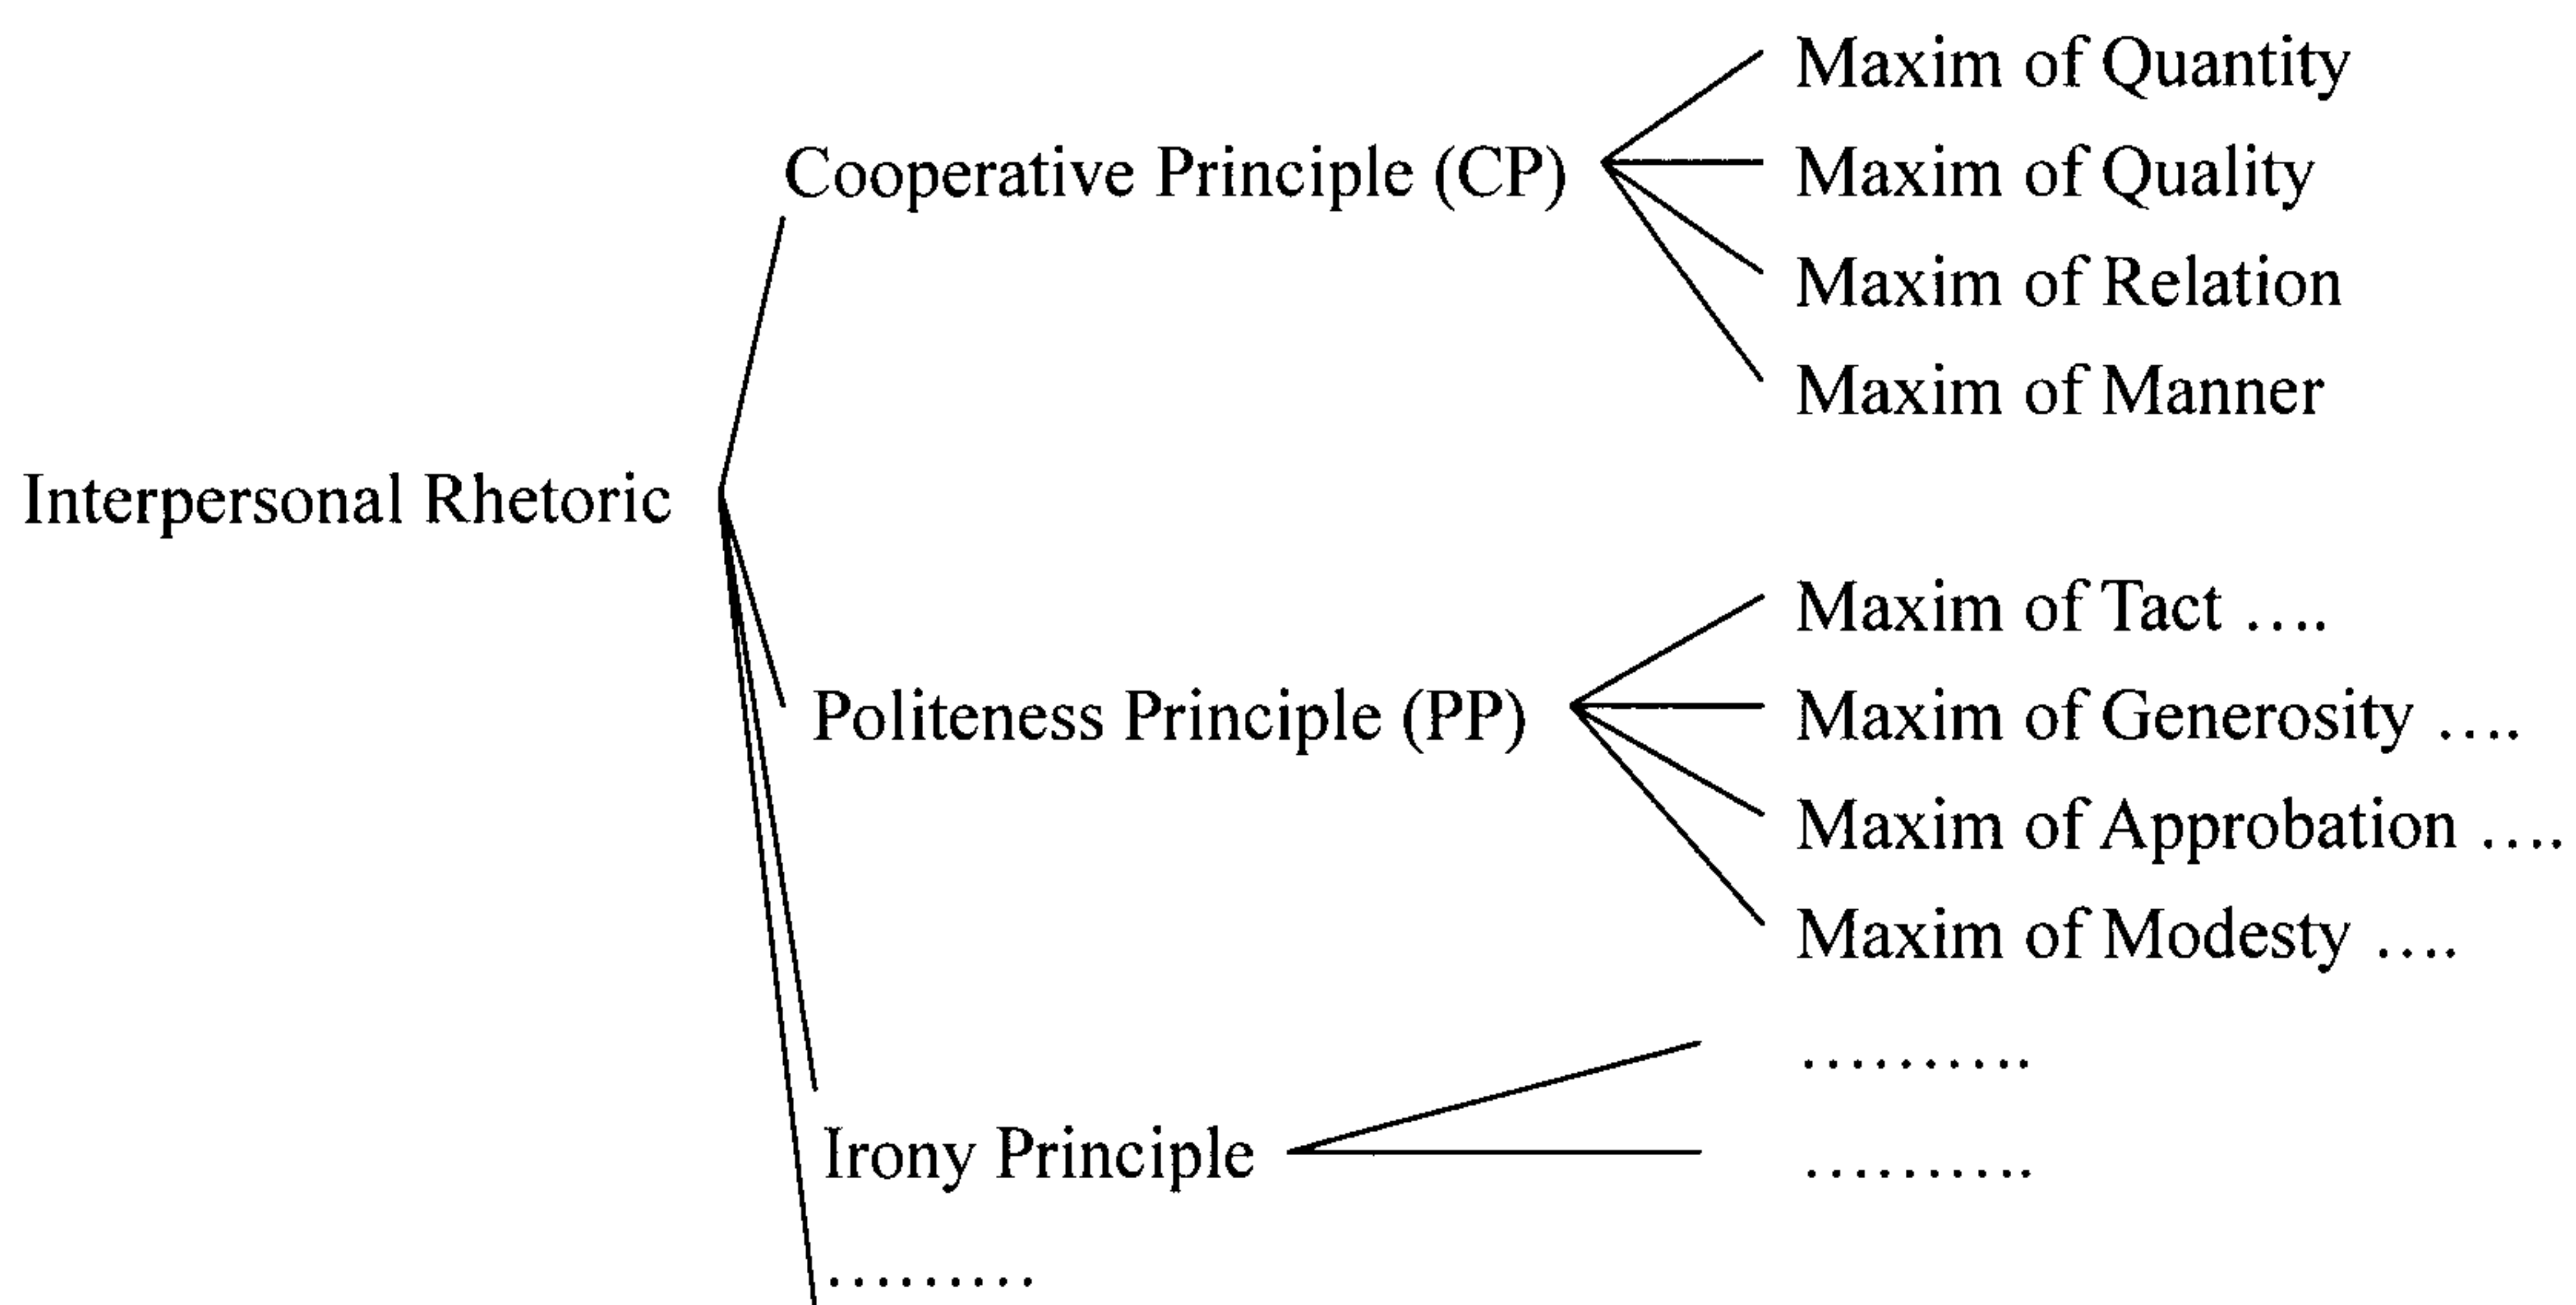 Maxim of Quantity
Cooperative Principle (CP)
Maxim of Quality
Maxim of Relation
Maxim of Manner
Interpersonal Rhetoric
Maxim of Tact ….
Politeness Principle (PP)
Maxim of Generosity ….
Maxim of Approbation ….
Maxim of Modesty ….
……….
Irony Principle
……….
………